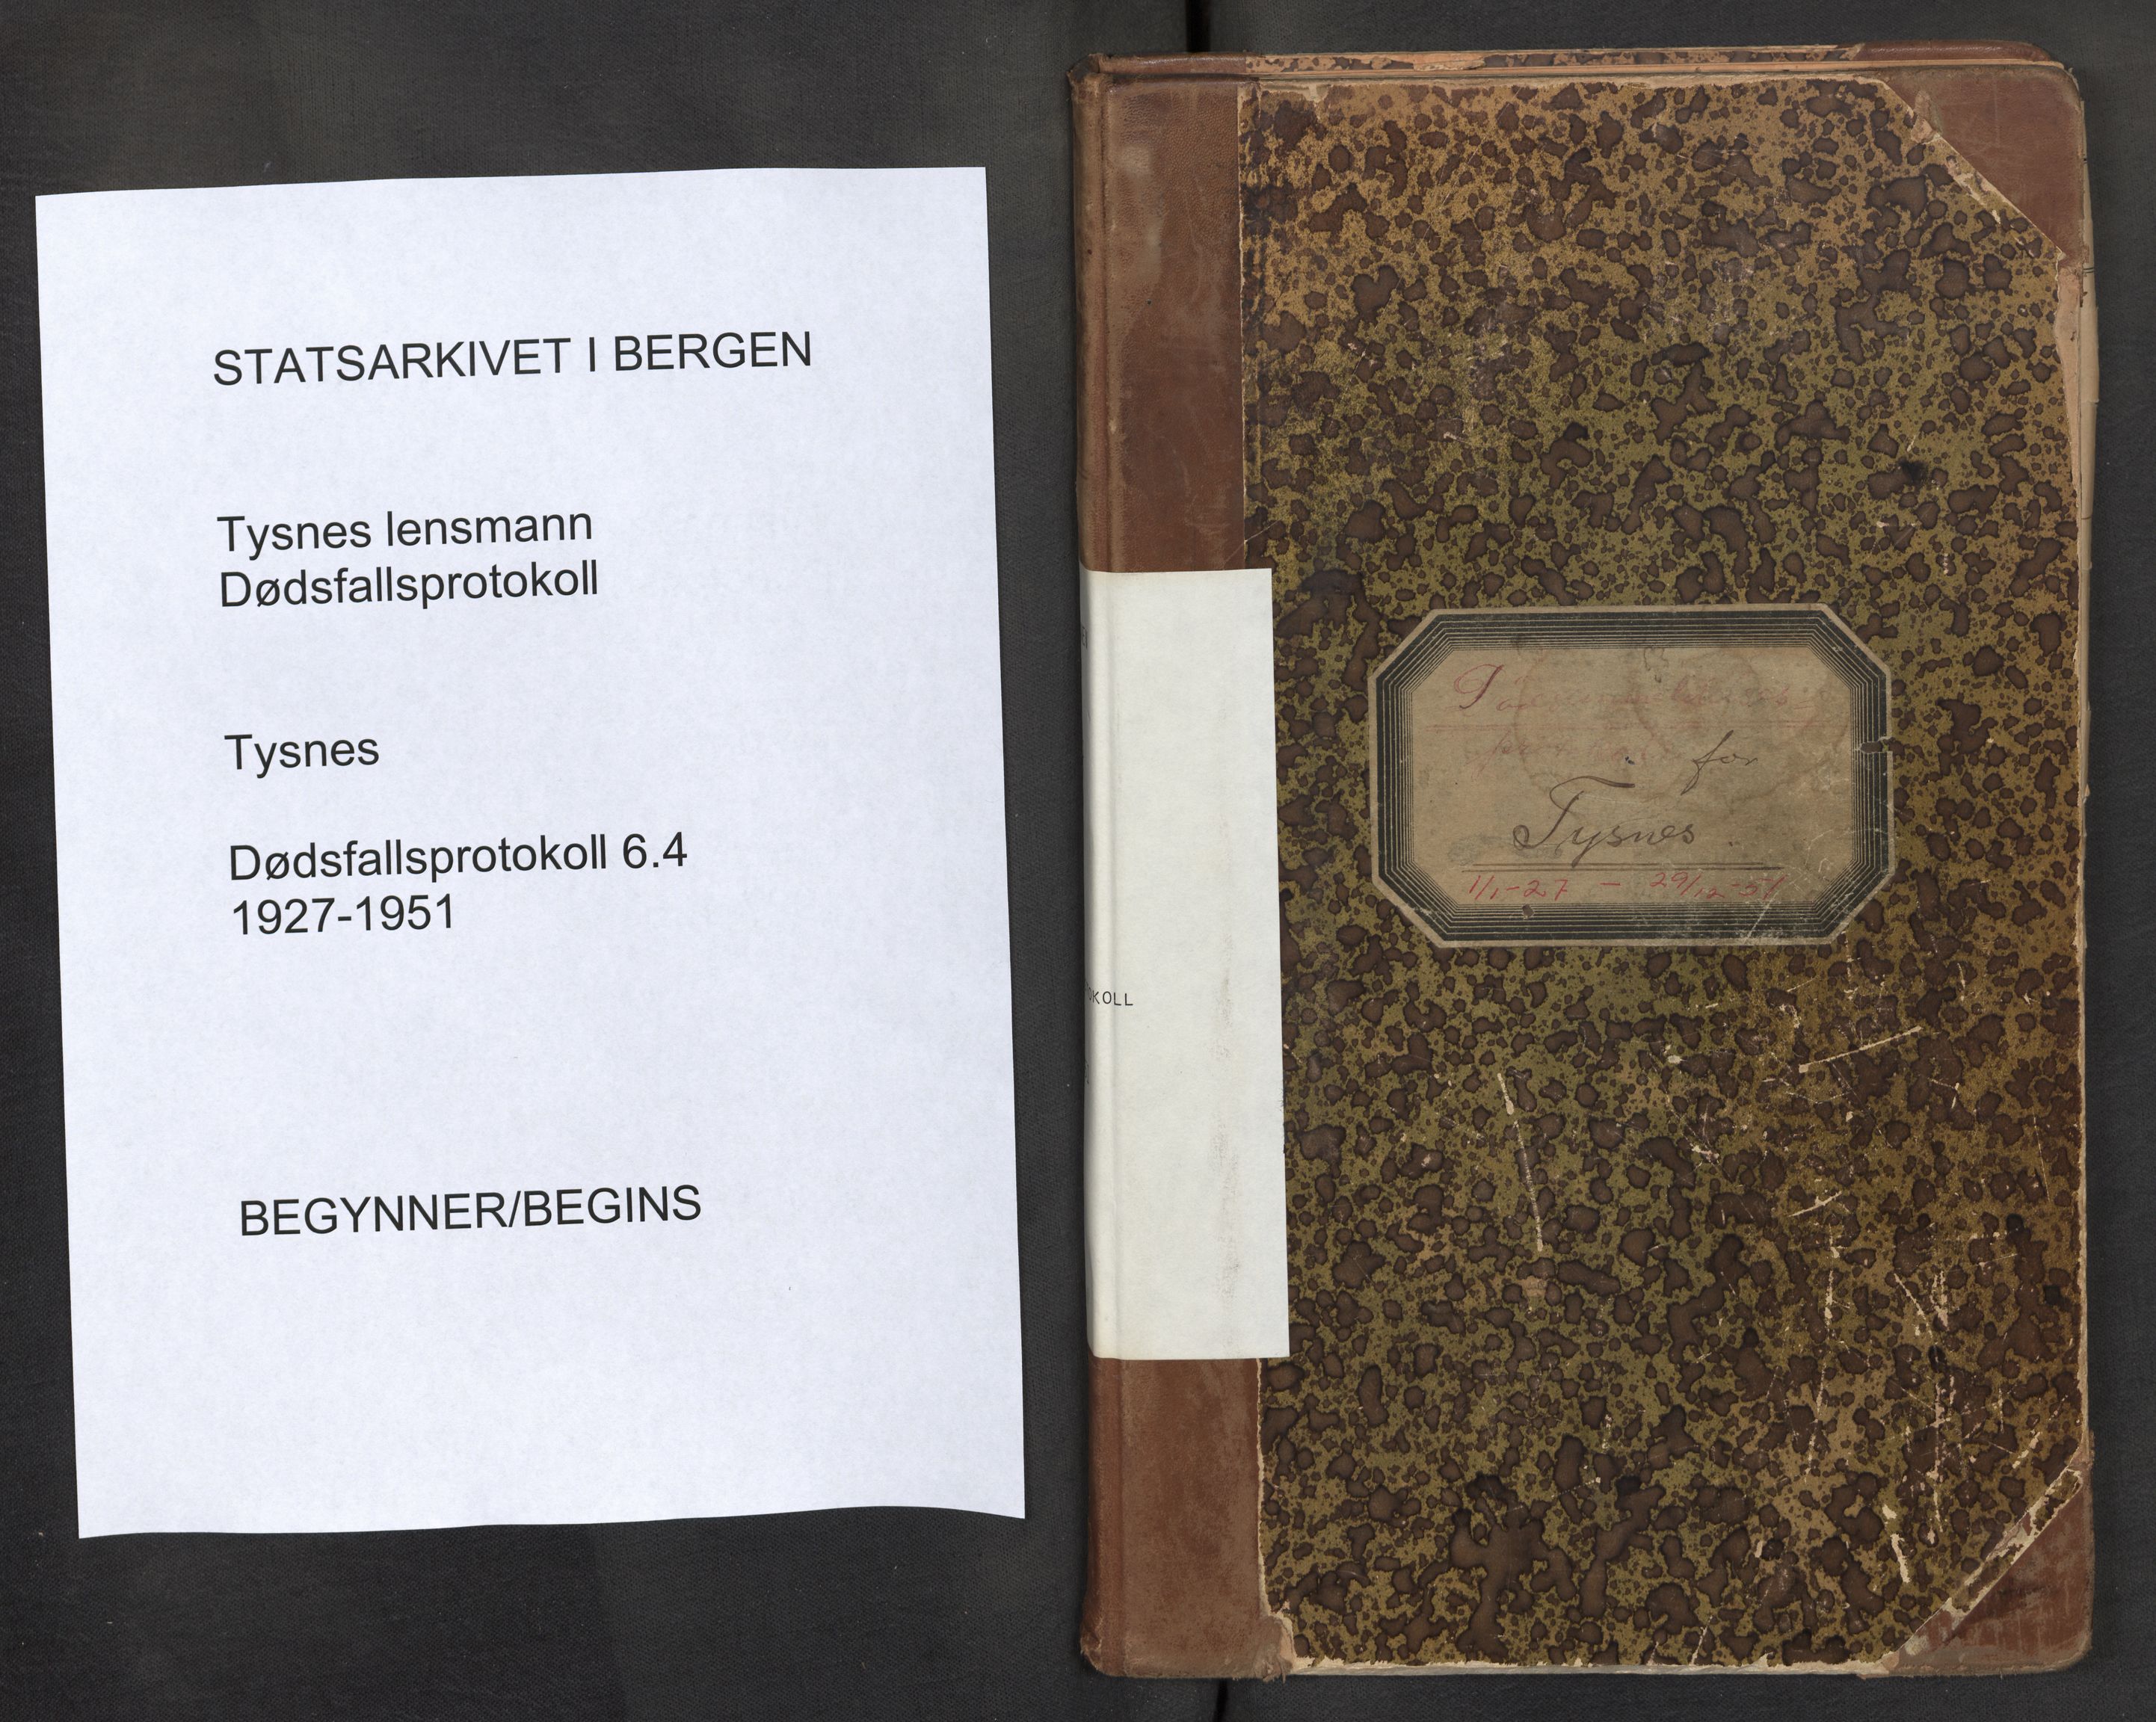 STATSARKIVET I BERGEN
Tysnes lensmann
Dødsfallsprotokoll
Tysnes
Dødsfallsprotokoll 6.4
1927-1951
BEGYNNER/BEGINS
OKOLL
for
Tysnes
1/1-27 - 29/12-51